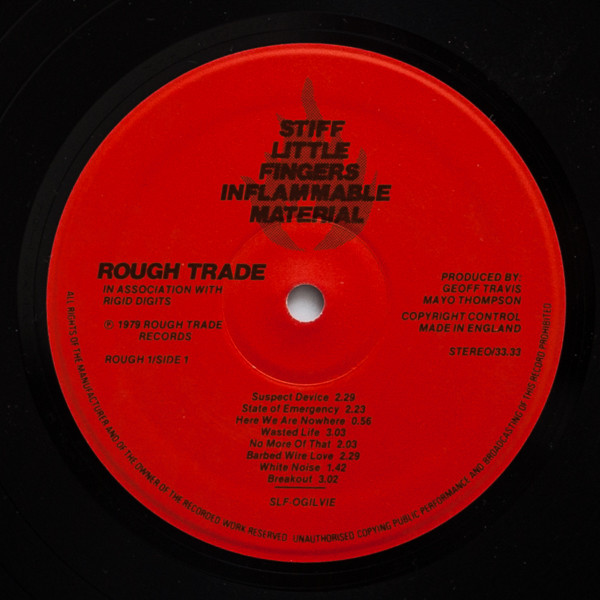 STIFF
LITTLE
FINGERS
INFLAMMABLE
MATERIAL
ROUGH TRADE
IN ASSOCIATION WITH
RIGID DIGITS
℗ 1979 ROUGH TRADE
RECORDS
ROUGH 1/SIDE 1
PRODUCED BY:
GEOFF TRAVIS
MAYO THOMPSON
COPYRIGHT CONTROL
MADE IN ENGLAND
STEREO/33.33
Suspect Device 2.29
State of Emergency 2.23
Here We Are Nowhere 0.56
Wasted Life 3.03
No More Of That 2.03
Barbed Wire Love 2.29
White Noise 1.42
Breakout 3.02
SLF-OGILVIE
ALL RIGHTS OF THE MANUFACTURER AND OF THE OWNER OF THE RECORDED WORK RESERVED. UNAUTHORISED COPYING PUBLIC PERFORMANCE AND BROADCASTING OF THIS RECORD PROHIBITED